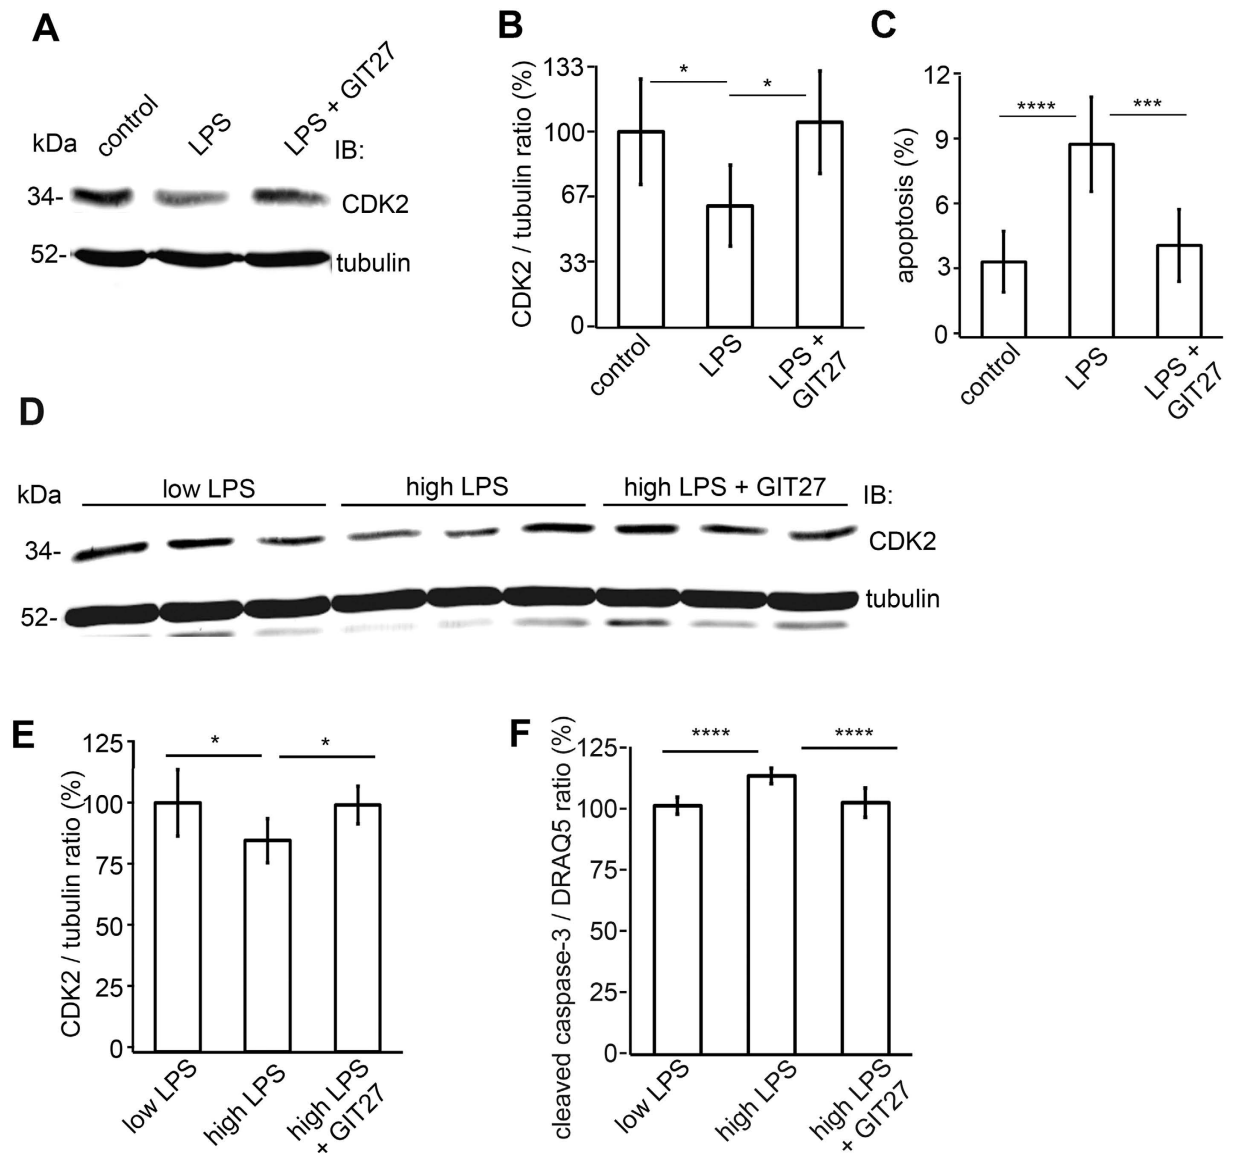 A
kDa
control
LPS
LPS + GIT27
IB:
34-
CDK2
52-
tubulin
B
CDK2 / tubulin ratio (%)
133
100
67
33
0
*
*
control
LPS
LPS +
GIT27
C
apoptosis (%)
12
9
6
3
0
****
***
control
LPS
LPS +
GIT27
D
kDa
low LPS
high LPS
high LPS + GIT27
IB:
34-
CDK2
52-
tubulin
E
CDK2 / tubulin ratio (%)
125
100
75
50
25
0
*
*
low LPS
high LPS
high LPS
+ GIT27
F
cleaved caspase-3 / DRAQ5 ratio (%)
125
100
75
50
25
0
****
****
low LPS
high LPS
high LPS
+ GIT27